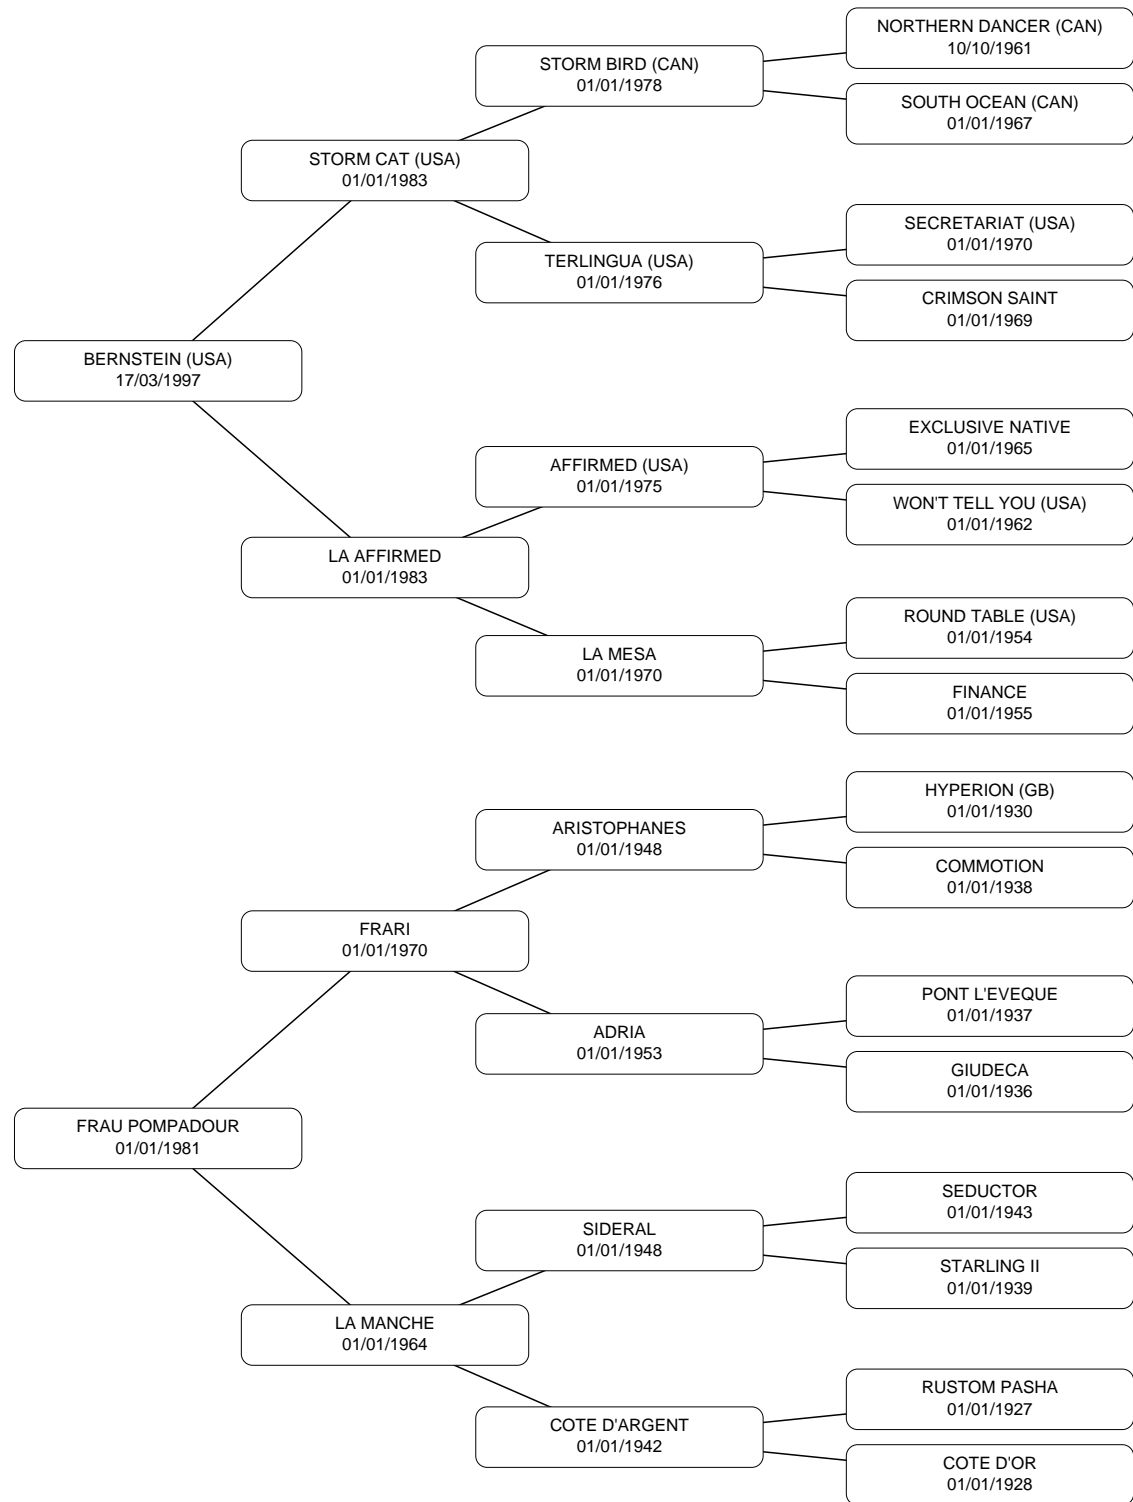 NORTHERN DANCER (CAN)
10/10/1961
STORM BIRD (CAN)
01/01/1978
SOUTH OCEAN (CAN)
01/01/1967
STORM CAT (USA)
01/01/1983
SECRETARIAT (USA)
01/01/1970
TERLINGUA (USA)
01/01/1976
CRIMSON SAINT
01/01/1969
BERNSTEIN (USA)
17/03/1997
EXCLUSIVE NATIVE
01/01/1965
AFFIRMED (USA)
01/01/1975
WON'T TELL YOU (USA)
01/01/1962
LA AFFIRMED
01/01/1983
ROUND TABLE (USA)
01/01/1954
LA MESA
01/01/1970
FINANCE
01/01/1955
HYPERION (GB)
01/01/1930
ARISTOPHANES
01/01/1948
COMMOTION
01/01/1938
FRARI
01/01/1970
PONT L'EVEQUE
01/01/1937
ADRIA
01/01/1953
GIUDECA
01/01/1936
FRAU POMPADOUR
01/01/1981
SEDUCTOR
01/01/1943
SIDERAL
01/01/1948
STARLING II
01/01/1939
LA MANCHE
01/01/1964
RUSTOM PASHA
01/01/1927
COTE D'ARGENT
01/01/1942
COTE D'OR
01/01/1928